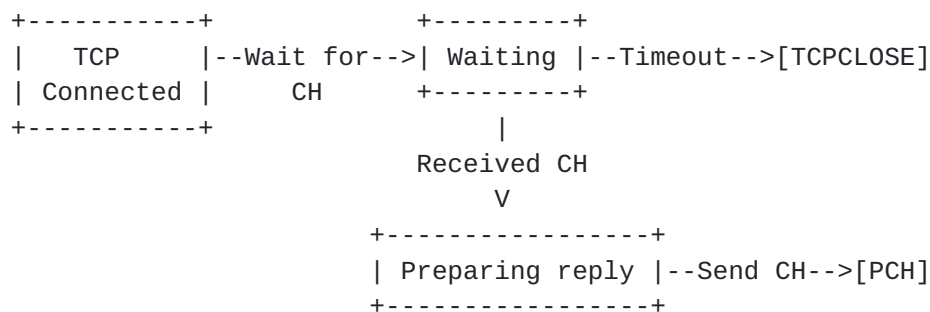 +-----------+             +---------+
|    TCP    |--Wait for-->| Waiting |--Timeout-->[TCPCLOSE]
| Connected |     CH      +---------+
+-----------+                  |
                          Received CH
                               V
                       +-----------------+
                       | Preparing reply |--Send CH-->[PCH]
                       +-----------------+